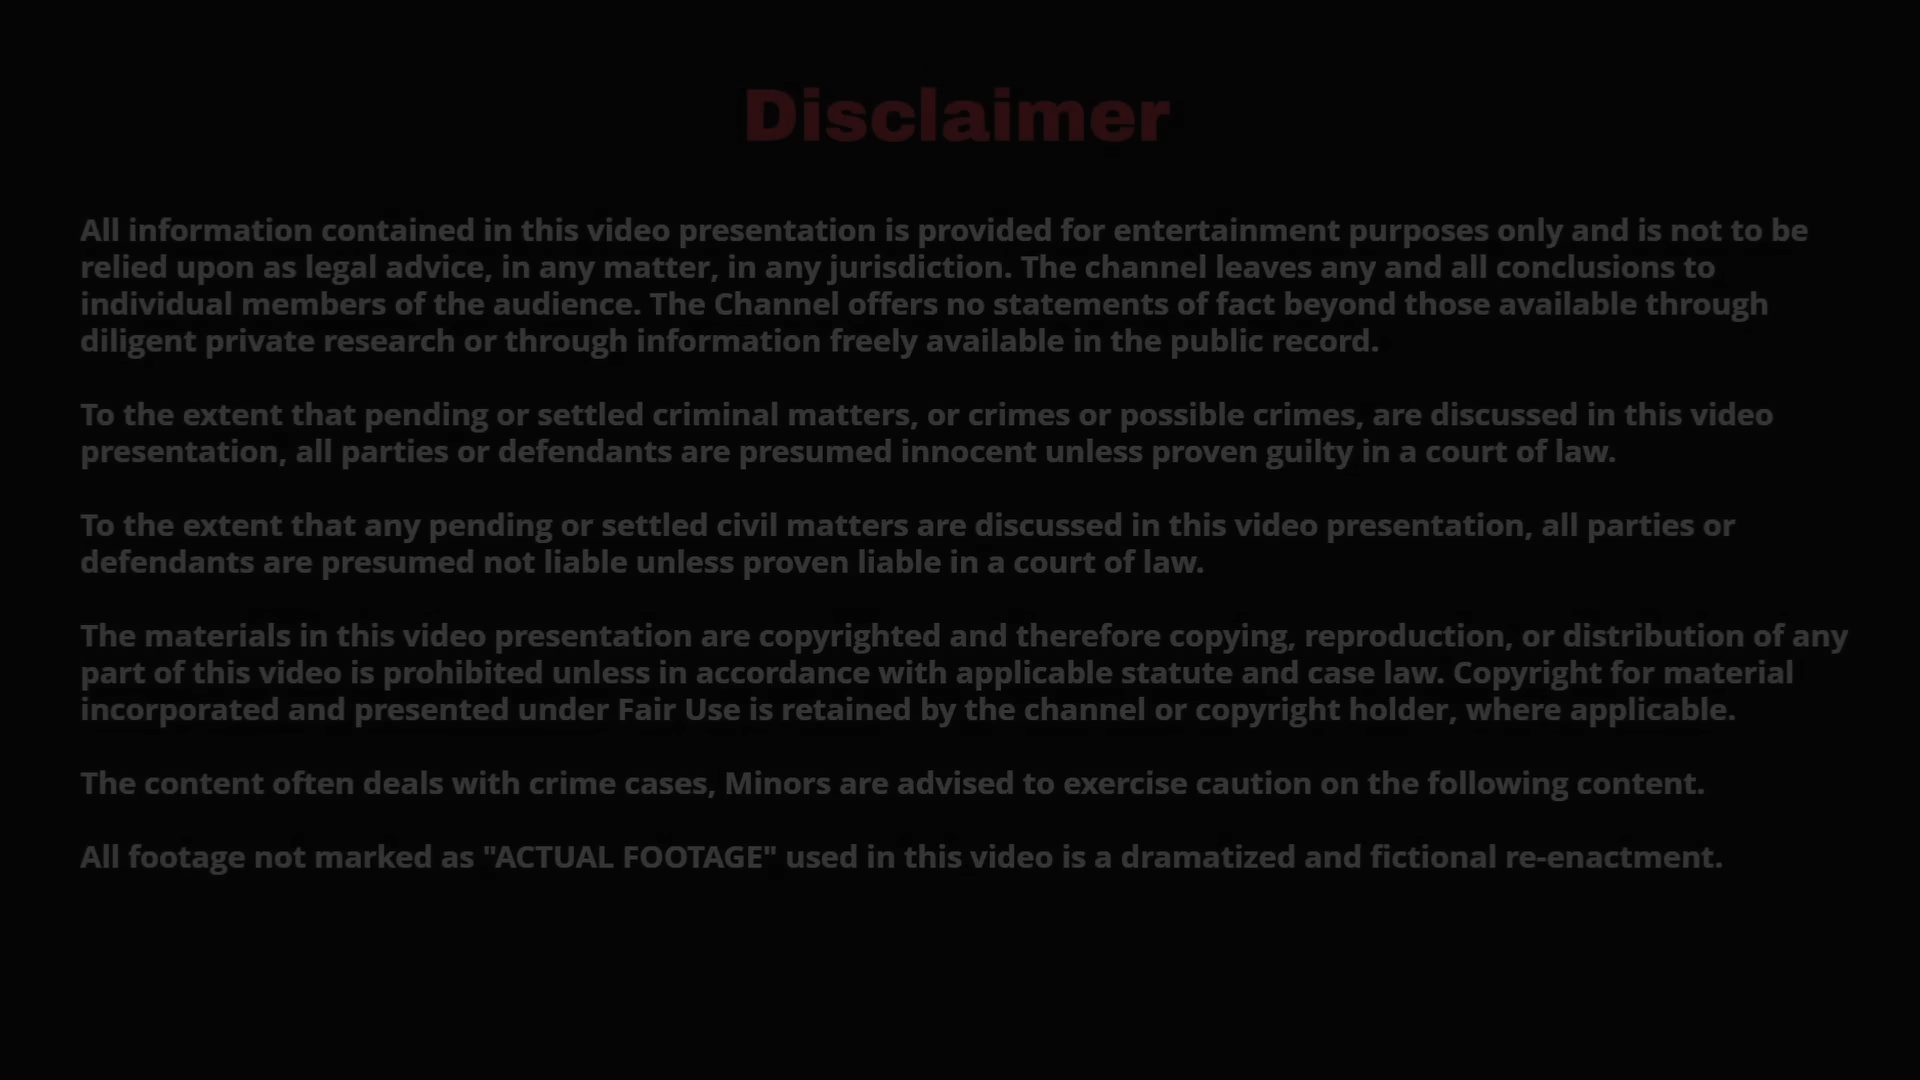 Disclaimer
All information contained in this video presentation is provided for entertainment purposes only and is not to be
relied upon as legal advice, in any matter, in any jurisdiction. The channel leaves any and all conclusions to
individual members of the audience. The Channel offers no statements of fact beyond those available through
diligent private research or through information freely available in the public record.
To the extent that pending or settled criminal matters, or crimes or possible crimes, are discussed in this video
presentation, all parties or defendants are presumed innocent unless proven guilty in a court of law.
To the extent that any pending or settled civil matters are discussed in this video presentation, all parties or
defendants are presumed not liable unless proven liable in a court of law.
The materials in this video presentation are copyrighted and therefore copying, reproduction, or distribution of any
part of this video is prohibited unless in accordance with applicable statute and case law. Copyright for material
incorporated and presented under Fair Use is retained by the channel or copyright holder, where applicable.
The content often deals with crime cases, Minors are advised to exercise caution on the following content.
All footage not marked as "ACTUAL FOOTAGE" used in this video is a dramatized and fictional re-enactment.